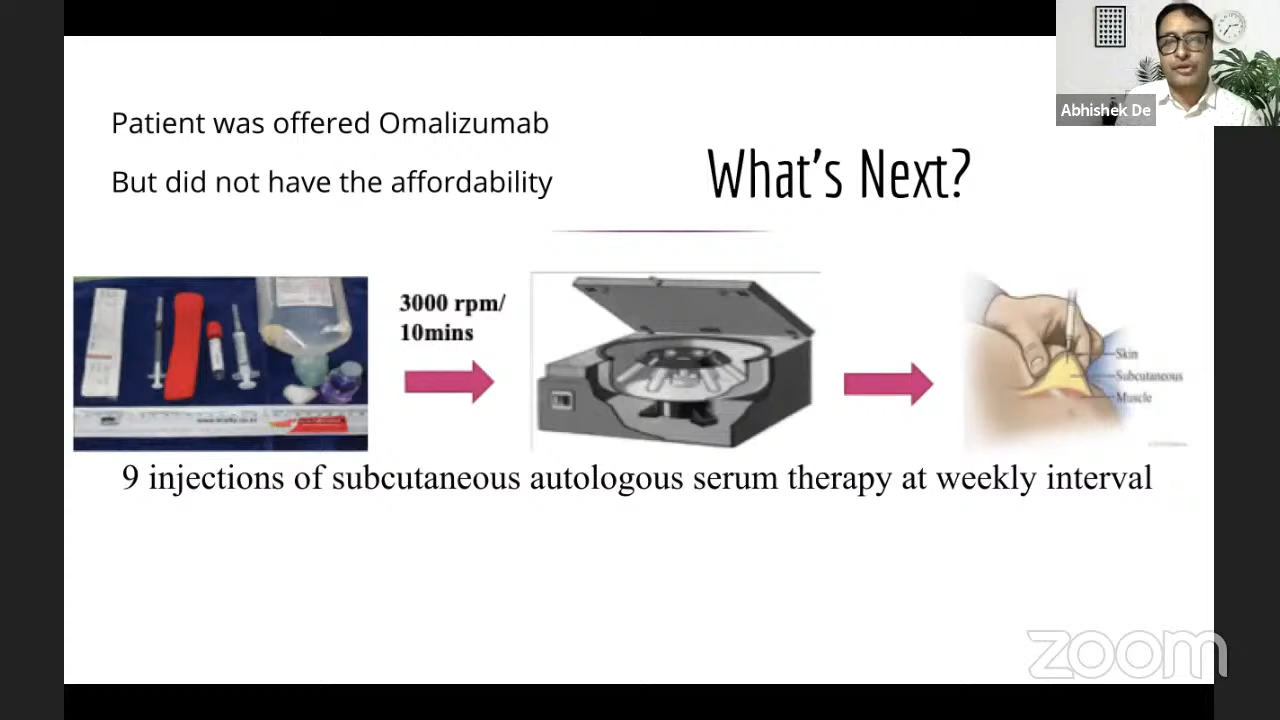 Abhishek De
Patient was offered Omalizumab
But did not have the affordability
What's Next?
3000 rpm/
10mins
Skin
Subcutaneous
Muscle
9 injections of subcutaneous autologous serum therapy at weekly interval
zoom